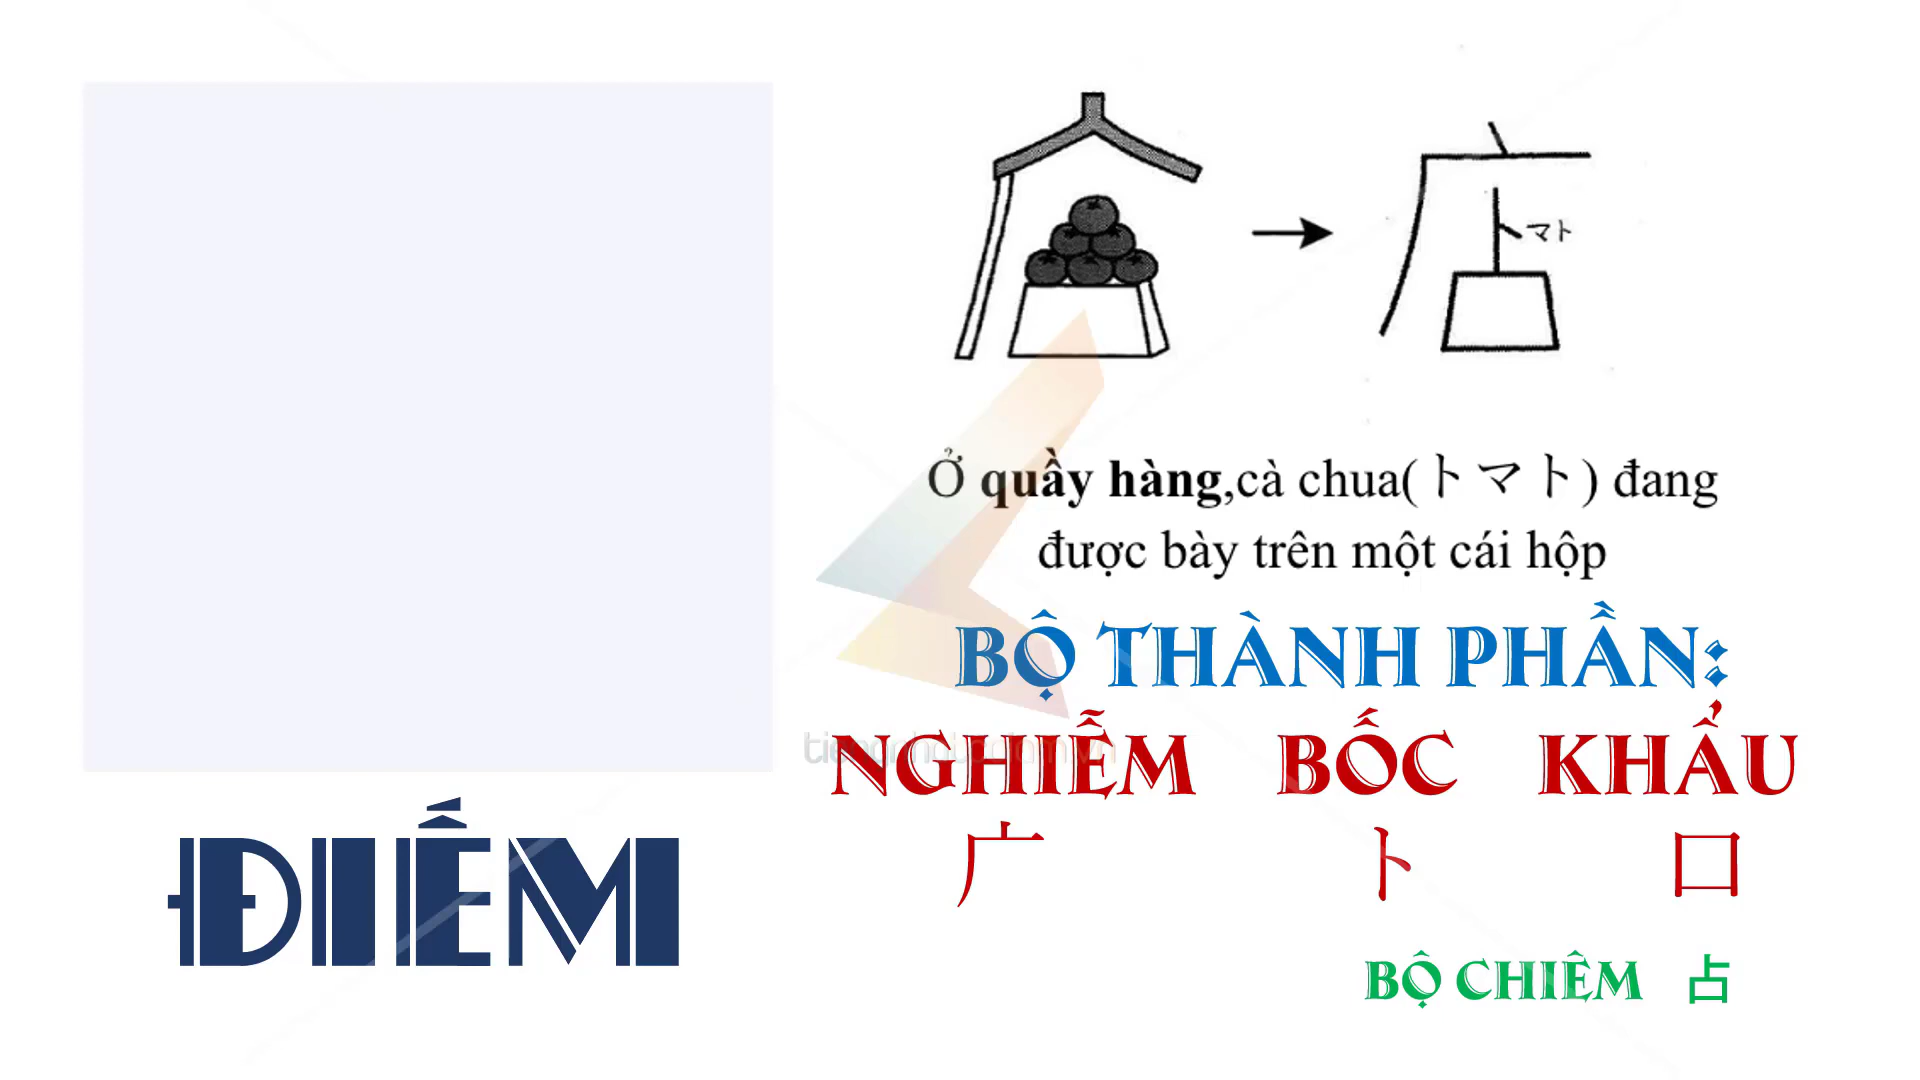 マト
Ở quầy hàng,cà chua(トマト) đang
được bày trên một cái hộp
BỘ THÀNH PHẦN:
NGHIỄM BỐC KHẨU
广 卜 口
BỘ CHIÊM 占
ĐIẾM